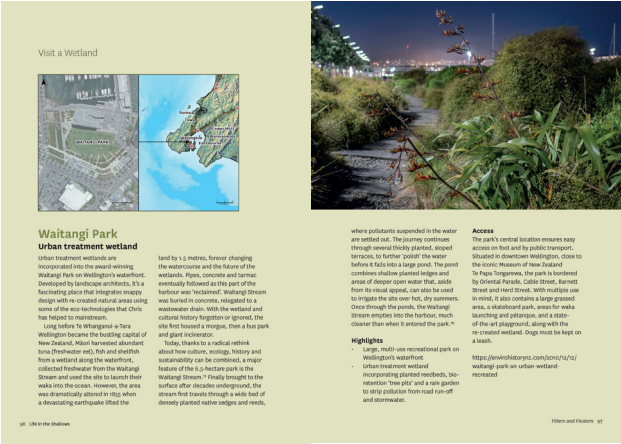 Visit a Wetland
WAITANGI PARK
Waitangi Park
Urban treatment wetland
Urban treatment wetlands are
incorporated into the award-winning
Waitangi Park on Wellington's waterfront.
Developed by landscape architects, it's a
fascinating place that integrates snappy
design with re-created natural areas using
some of the eco-technologies that Chris
has helped to mainstream.
Long before Te Whanganui-a-Tara
Wellington became the bustling capital of
New Zealand, Māori harvested abundant
tuna (freshwater eel), fish and shellfish
from a wetland along the waterfront,
collected freshwater from the Waitangi
Stream and used the site to launch their
waka into the ocean. However, the area
was dramatically altered in 1855 when
a devastating earthquake lifted the
land by 1.5 metres, forever changing
the watercourse and the future of the
wetlands. Pipes, concrete and tarmac
eventually followed as this part of the
harbour was 'reclaimed'. Waitangi Stream
was buried in concrete, relegated to a
wastewater drain. With the wetland and
cultural history forgotten or ignored, the
site first housed a morgue, then a bus park
and giant incinerator.
Today, thanks to a radical rethink
about how culture, ecology, history and
sustainability can be combined, a major
feature of the 6.5-hectare park is the
Waitangi Stream. Finally brought to the
surface after decades underground, the
stream first travels through a wide bed of
densely planted native sedges and reeds,
96 Life in the Shallows
where pollutants suspended in the water
are settled out. The journey continues
through several thickly planted, sloped
terraces, to further 'polish' the water
before it falls into a large pond. The pond
combines shallow planted ledges and
areas of deeper open water that, aside
from its visual appeal, can also be used
to irrigate the site over hot, dry summers.
Once through the ponds, the Waitangi
Stream empties into the harbour, much
cleaner than when it entered the park.
Highlights
- Large, multi-use recreational park on
Wellington's waterfront
- Urban treatment wetland
incorporating planted reedbeds, bio-
retention 'tree pits' and a rain garden
to strip pollution from road run-off
and stormwater.
Access
The park's central location ensures easy
access on foot and by public transport.
Situated in downtown Wellington, close to
the iconic Museum of New Zealand
Te Papa Tongarewa, the park is bordered
by Oriental Parade, Cable Street, Barnett
Street and Herd Street. With multiple use
in mind, it also contains a large grassed
area, a skateboard park, areas for waka
launching and pétanque, and a state-
of-the-art playground, along with the
re-created wetland. Dogs must be kept on
a leash.
https://envirohistorynz.com/2010/12/12/
waitangi-park-an-urban-wetland-
recreated
Filters and Floaters 97